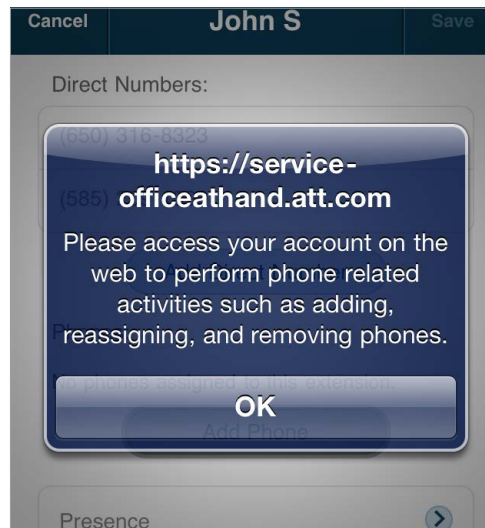 Cancel John S Save
Direct Numbers:
(650) 316-8323
https://service-
officeathand.att.com
(585)
Please access your account on the
web to perform phone related
activities such as adding,
reassigning, and removing phones.
No phones assigned to this extension.
OK
Add Phone
Presence